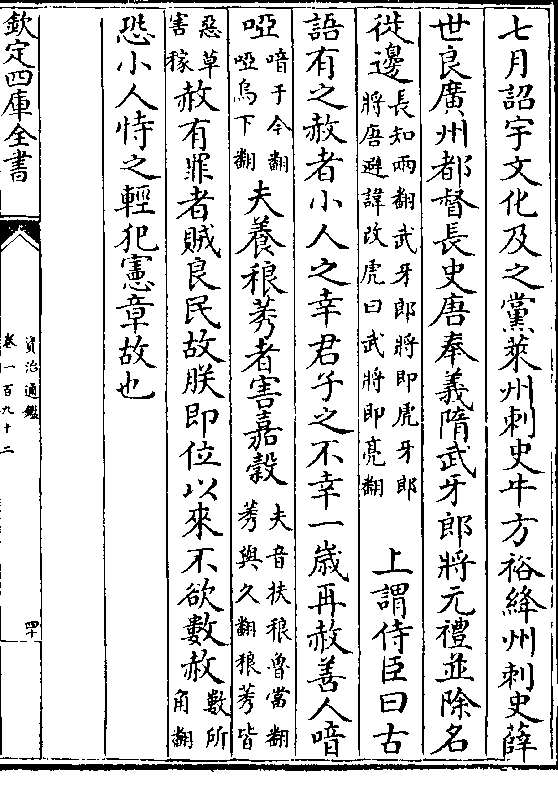 七月詔宇文化及之黨萊州刺史牛方裕絳州刺史薛
世良廣州都督長史唐奉義隋武牙郎將元禮並除名
徙邊長知兩翻武牙郎將即虎牙郎
將唐避諱改虎曰武將即亮翻上謂侍臣曰古
語有之赦者小人之幸君子之不幸一歲再赦善人喑
啞喑于今翻
啞烏下翻夫養稂莠者害嘉穀夫音扶稂魯當翻
莠與久翻稂莠皆
惡草
害稼赦有罪者賊良民故朕即位以來不欲數赦數所
角翻
恐小人恃之輕犯憲章故也
欽定四庫全書
資治通鑑
卷一百九十二
四十